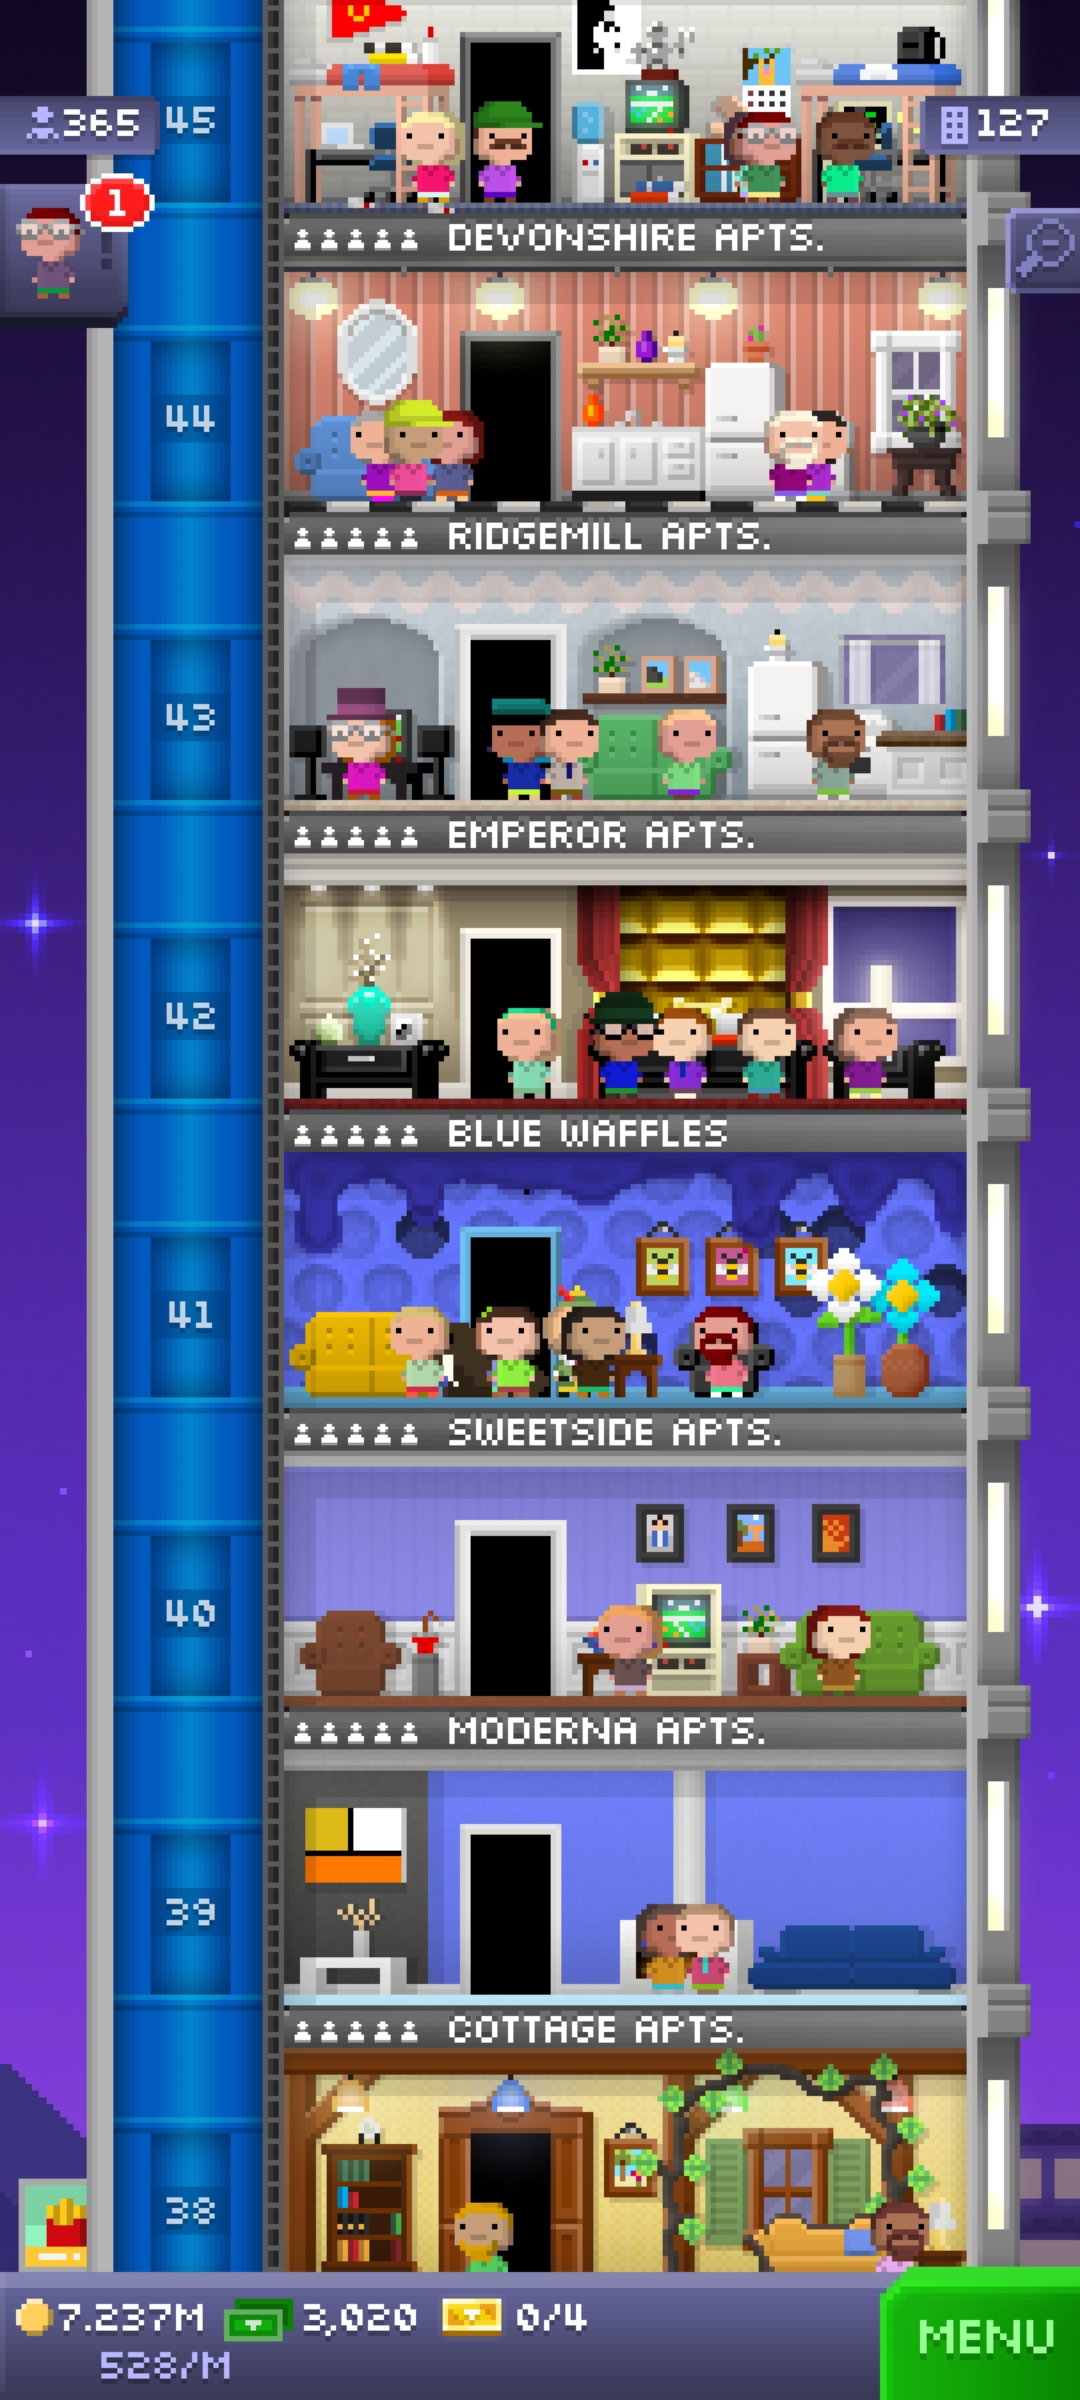 365
45
127
1
DEVONSHIRE APTS.
44
RIDGEMILL APTS.
43
EMPEROR APTS.
42
BLUE WAFFLES
41
SWEETSIDE APTS.
40
MODERNA APTS.
39
COTTAGE APTS.
38
7.237M 3,020 0/4
528/M
MENU